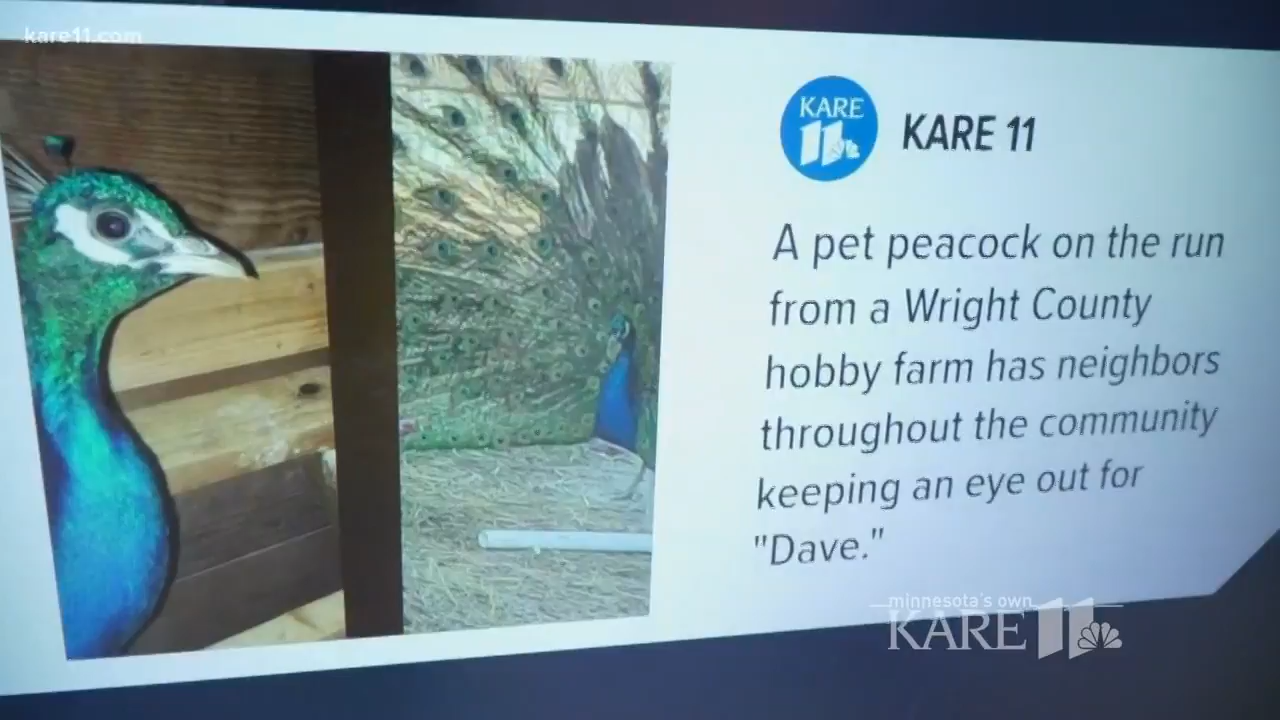 kare11.com
KARE
11
KARE 11
A pet peacock on the run
from a Wright County
hobby farm has neighbors
throughout the community
keeping an eye out for
"Dave."
minnesota's own
KARE 11